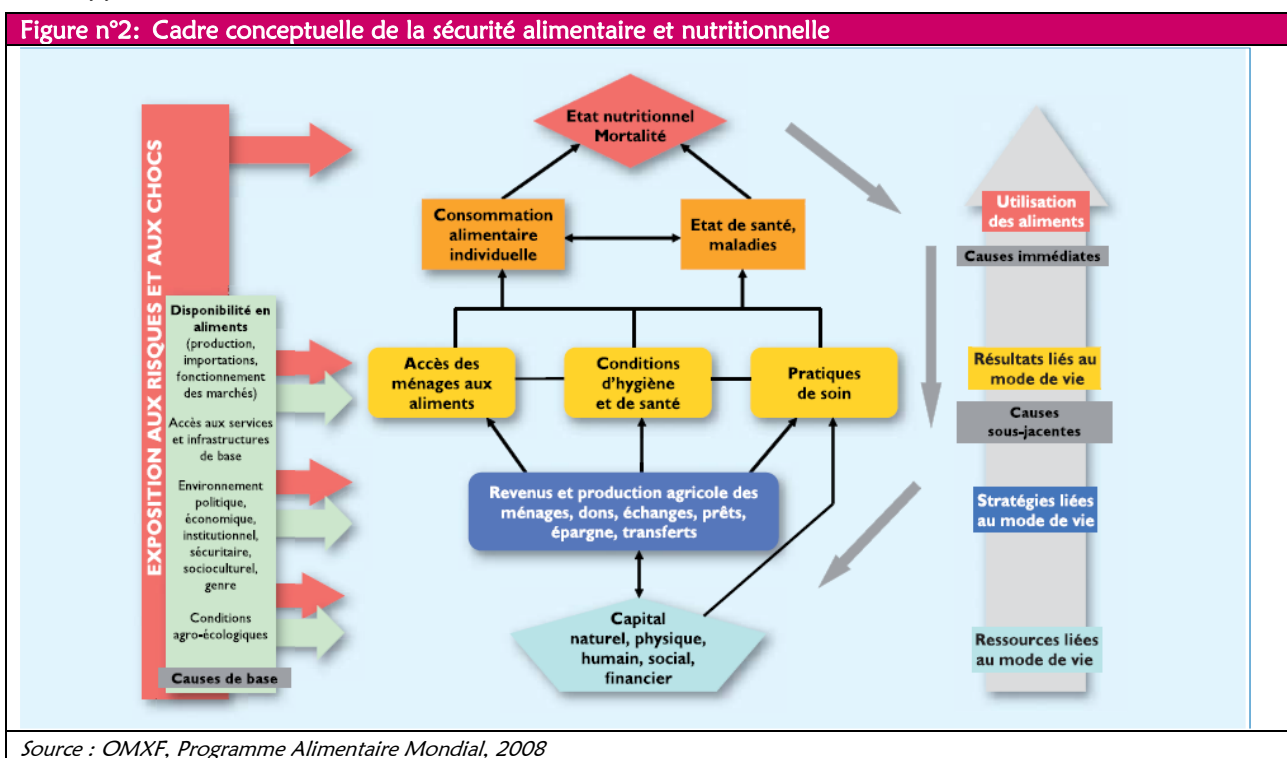 Figure n°2: Cadre conceptuelle de la sécurité alimentaire et nutritionnelle
EXPOSITION AUX RISQUES ET AUX CHOCS
Disponibilité en
aliments
(production,
importations,
fonctionnement
des marchés)
Accès aux services
et infrastructures
de base
Environnement
politique,
économique,
institutionnel,
sécuritaire,
socioculturel,
genre
Conditions
agro-écologiques
Causes de base
Etat nutritionnel
Mortalité
Consommation
alimentaire
individuelle
Etat de santé,
maladies
Accès des
ménages aux
aliments
Conditions
d'hygiène
et de santé
Pratiques
de soin
Revenus et production agricole des
ménages, dons, échanges, prêts,
épargne, transferts
Capital
naturel, physique,
humain, social,
financier
Utilisation
des aliments
Causes immédiates
Résultats liés au
mode de vie
Causes
sous-jacentes
Stratégies liées
au mode de vie
Ressources liées
au mode de vie
Source : OMXF, Programme Alimentaire Mondial, 2008